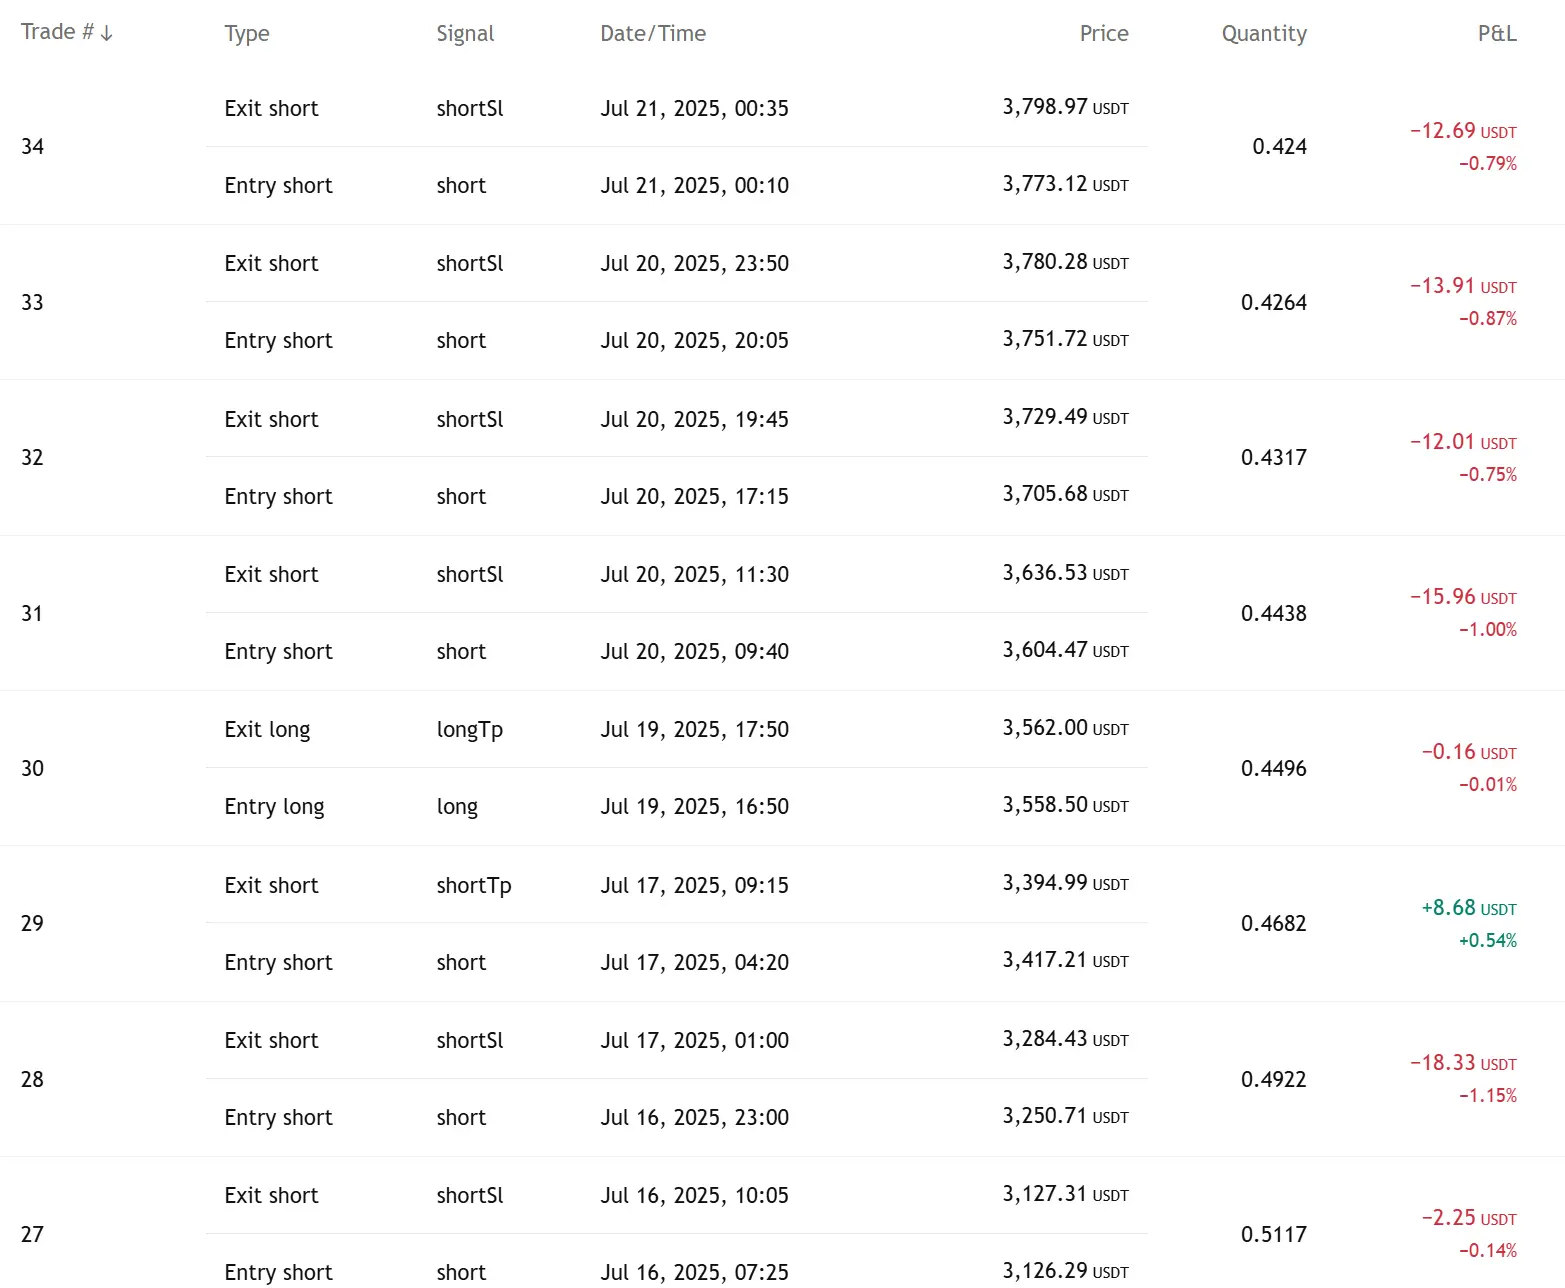 Trade # ↓ Type Signal Date/Time Price Quantity P&L
34
Exit short shortSl Jul 21, 2025, 00:35 3,798.97 USDT
Entry short short Jul 21, 2025, 00:10 3,773.12 USDT
0.424
−12.69 USDT
−0.79%
33
Exit short shortSl Jul 20, 2025, 23:50 3,780.28 USDT
Entry short short Jul 20, 2025, 20:05 3,751.72 USDT
0.4264
−13.91 USDT
−0.87%
32
Exit short shortSl Jul 20, 2025, 19:45 3,729.49 USDT
Entry short short Jul 20, 2025, 17:15 3,705.68 USDT
0.4317
−12.01 USDT
−0.75%
31
Exit short shortSl Jul 20, 2025, 11:30 3,636.53 USDT
Entry short short Jul 20, 2025, 09:40 3,604.47 USDT
0.4438
−15.96 USDT
−1.00%
30
Exit long longTp Jul 19, 2025, 17:50 3,562.00 USDT
Entry long long Jul 19, 2025, 16:50 3,558.50 USDT
0.4496
−0.16 USDT
−0.01%
29
Exit short shortTp Jul 17, 2025, 09:15 3,394.99 USDT
Entry short short Jul 17, 2025, 04:20 3,417.21 USDT
0.4682
+8.68 USDT
+0.54%
28
Exit short shortSl Jul 17, 2025, 01:00 3,284.43 USDT
Entry short short Jul 16, 2025, 23:00 3,250.71 USDT
0.4922
−18.33 USDT
−1.15%
27
Exit short shortSl Jul 16, 2025, 10:05 3,127.31 USDT
Entry short short Jul 16, 2025, 07:25 3,126.29 USDT
0.5117
−2.25 USDT
−0.14%